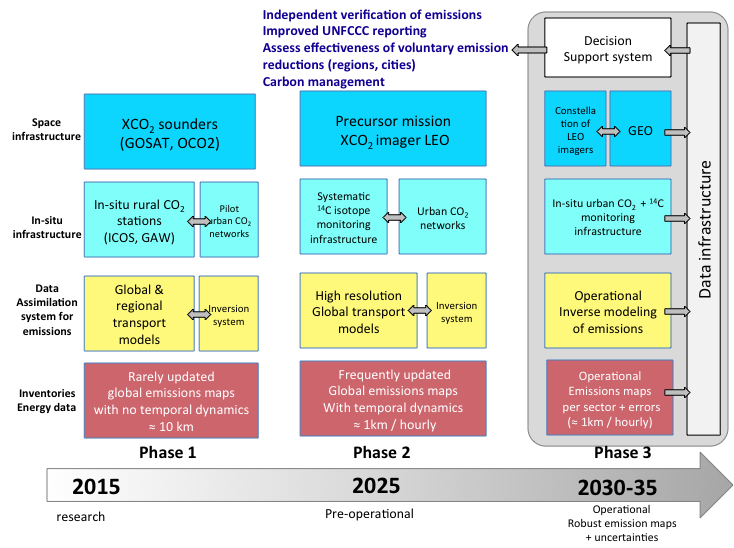 Independent verification of emissions
Improved UNFCCC reporting
Assess effectiveness of voluntary emission
reductions (regions, cities)
Carbon management
Decision
Support system
Space
infrastructure
XCO₂ sounders
(GOSAT, OCO2)
Precursor mission
XCO₂ imager LEO
Constella
tion of
LEO
imagers
GEO
Data infrastructure
In-situ
infrastructure
In-situ rural CO₂
stations
(ICOS, GAW)
Pilot
urban CO₂
networks
Systematic
¹⁴C isotope
monitoring
infrastructure
Urban CO₂
networks
In-situ urban CO₂ + ¹⁴C
monitoring
infrastructure
Data
Assimilation
system for
emissions
Global &
regional
transport
models
Inversion
system
High resolution
Global transport
models
Inversion
system
Operational
Inverse modeling
of emissions
Inventories
Energy data
Rarely updated
global emissions maps
with no temporal dynamics
≈ 10 km
Frequently updated
Global emissions maps
With temporal dynamics
≈ 1km / hourly
Operational
Emissions maps
per sector + errors
(≈ 1km / hourly)
Phase 1
Phase 2
Phase 3
2015
2025
2030-35
research
Pre-operational
Operational
Robust emission maps
+ uncertainties